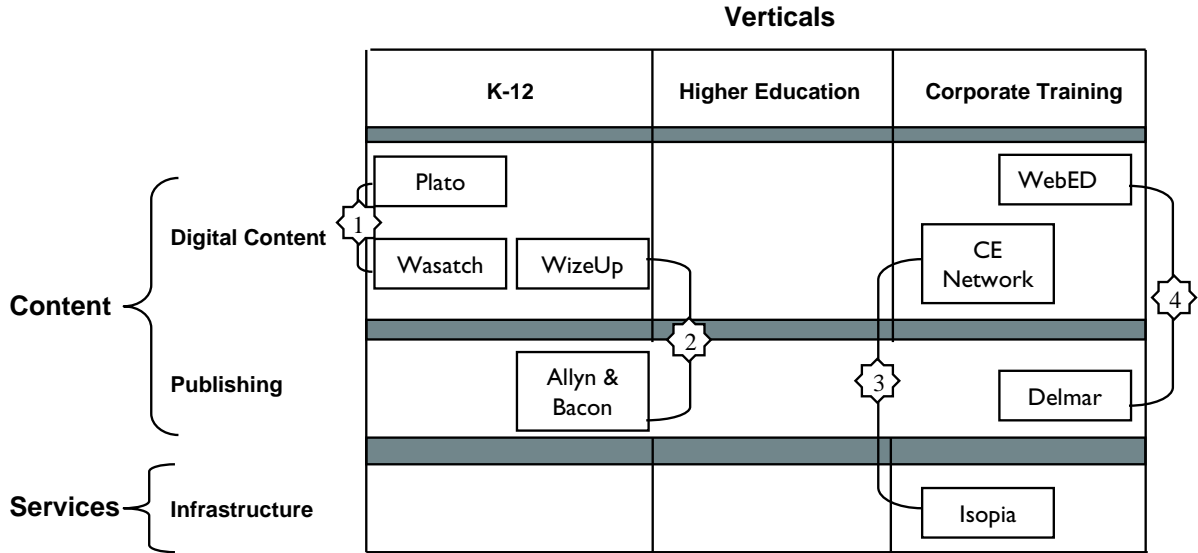 Verticals
K-12
Higher Education
Corporate Training
Plato
WebED
1
Digital Content
Wasatch
WizeUp
CE
Network
Content
4
2
Publishing
Allyn &
Bacon
3
Delmar
Services
Infrastructure
Isopia